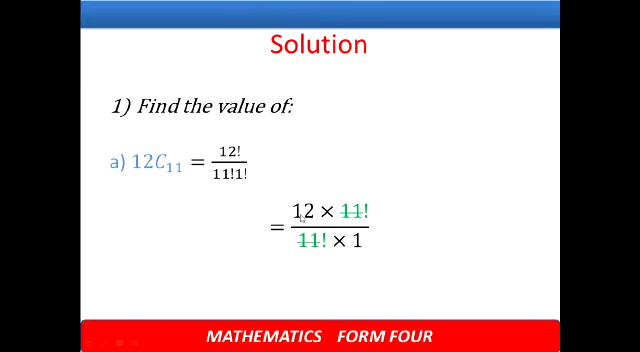 Solution
1) Find the value of:
a) 12C₁₁ = 12!/11!1!
= 12 × 11!/11! × 1
MATHEMATICS FORM FOUR